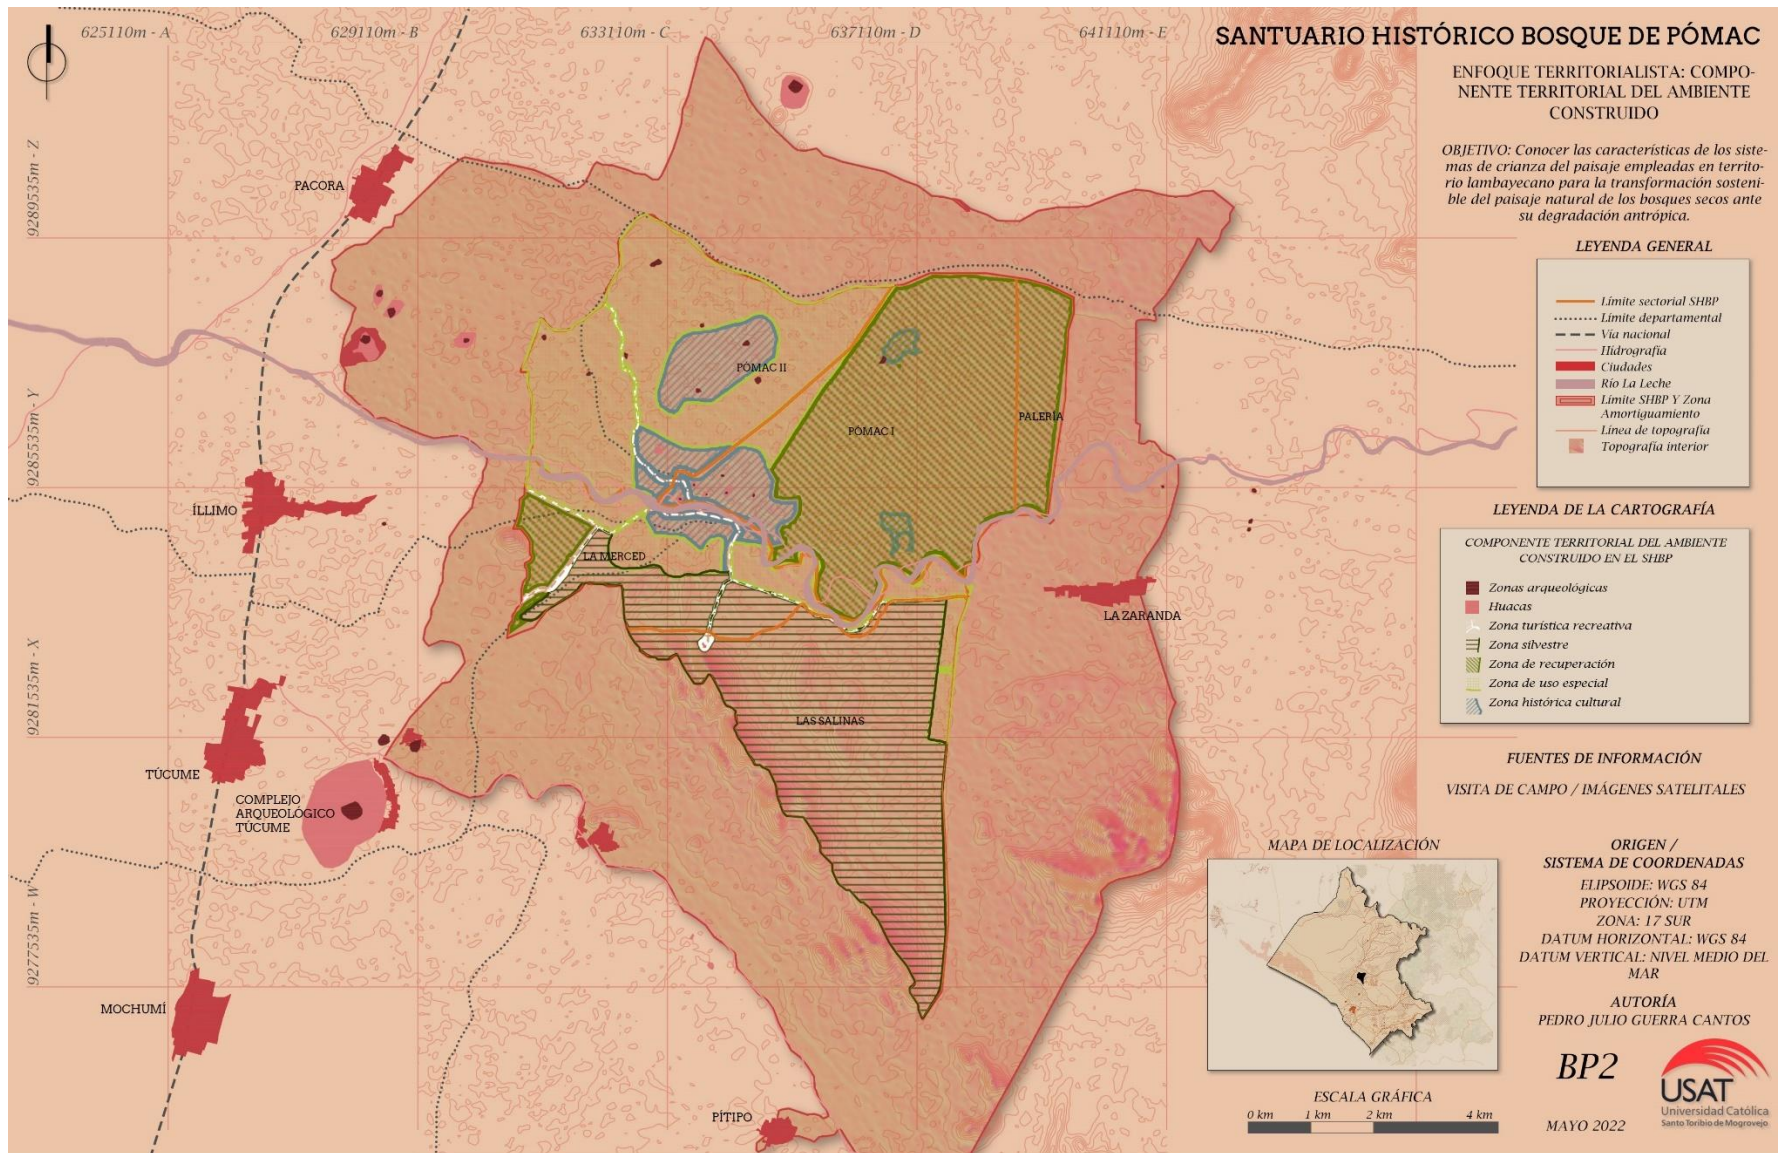 625110m - A
629110m - B
633110m - C
637110m - D
641110m - E
SANTUARIO HISTÓRICO BOSQUE DE PÓMAC
ENFOQUE TERRITORIALISTA: COMPO-
NENTE TERRITORIAL DEL AMBIENTE
CONSTRUIDO
OBJETIVO: Conocer las características de los siste-
mas de crianza del paisaje empleadas en territo-
rio lambayecano para la transformación sosteni-
ble del paisaje natural de los bosques secos ante
su degradación antrópica.
LEYENDA GENERAL
Límite sectorial SHBP
Límite departamental
Vía nacional
Hidrografía
Ciudades
Río La Leche
Límite SHBP Y Zona
Amortiguamiento
Línea de topografía
Topografía interior
LEYENDA DE LA CARTOGRAFÍA
COMPONENTE TERRITORIAL DEL AMBIENTE
CONSTRUIDO EN EL SHBP
Zonas arqueológicas
Huacas
Zona turística recreativa
Zona silvestre
Zona de recuperación
Zona de uso especial
Zona histórica cultural
FUENTES DE INFORMACIÓN
VISITA DE CAMPO / IMÁGENES SATELITALES
MAPA DE LOCALIZACIÓN
ORIGEN /
SISTEMA DE COORDENADAS
ELIPSOIDE: WGS 84
PROYECCIÓN: UTM
ZONA: 17 SUR
DATUM HORIZONTAL: WGS 84
DATUM VERTICAL: NIVEL MEDIO DEL
MAR
AUTORÍA
PEDRO JULIO GUERRA CANTOS
BP2
MAYO 2022
USAT
Universidad Católica
Santo Toribio de Mogrovejo
ESCALA GRÁFICA
0 km
1 km
2 km
4 km
9289535m - Z
9285535m - Y
9281535m - X
9277535m - W
PACORA
PÓMAC II
PÓMAC I
PALERÍA
ÍLLIMO
LA MERCED
LA ZARANDA
LAS SALINAS
TÚCUME
COMPLEJO
ARQUEOLÓGICO
TÚCUME
MOCHUMÍ
PÍTIPO